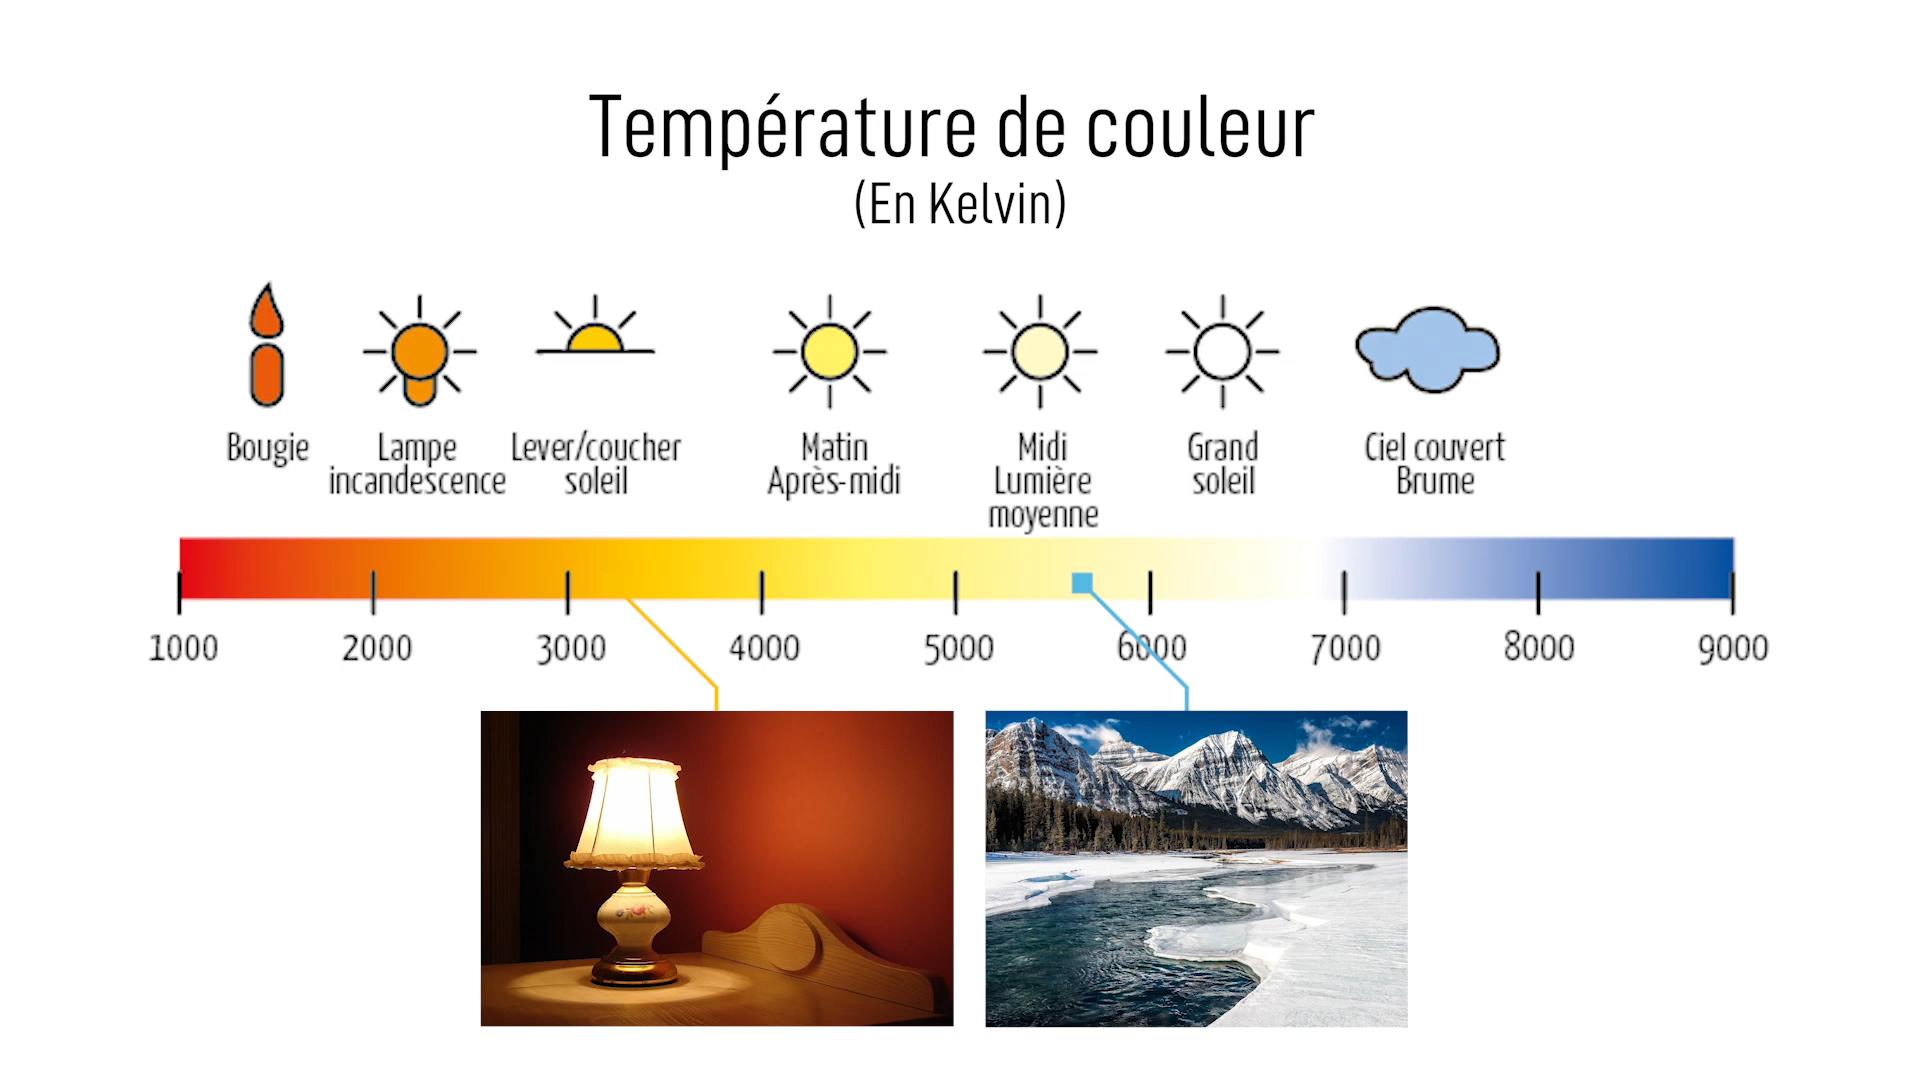 Température de couleur
(En Kelvin)
Bougie
Lampe
incandescence
Lever/coucher
soleil
Matin
Après-midi
Midi
Lumière
moyenne
Grand
soleil
Ciel couvert
Brume
1000 2000 3000 4000 5000 6000 7000 8000 9000